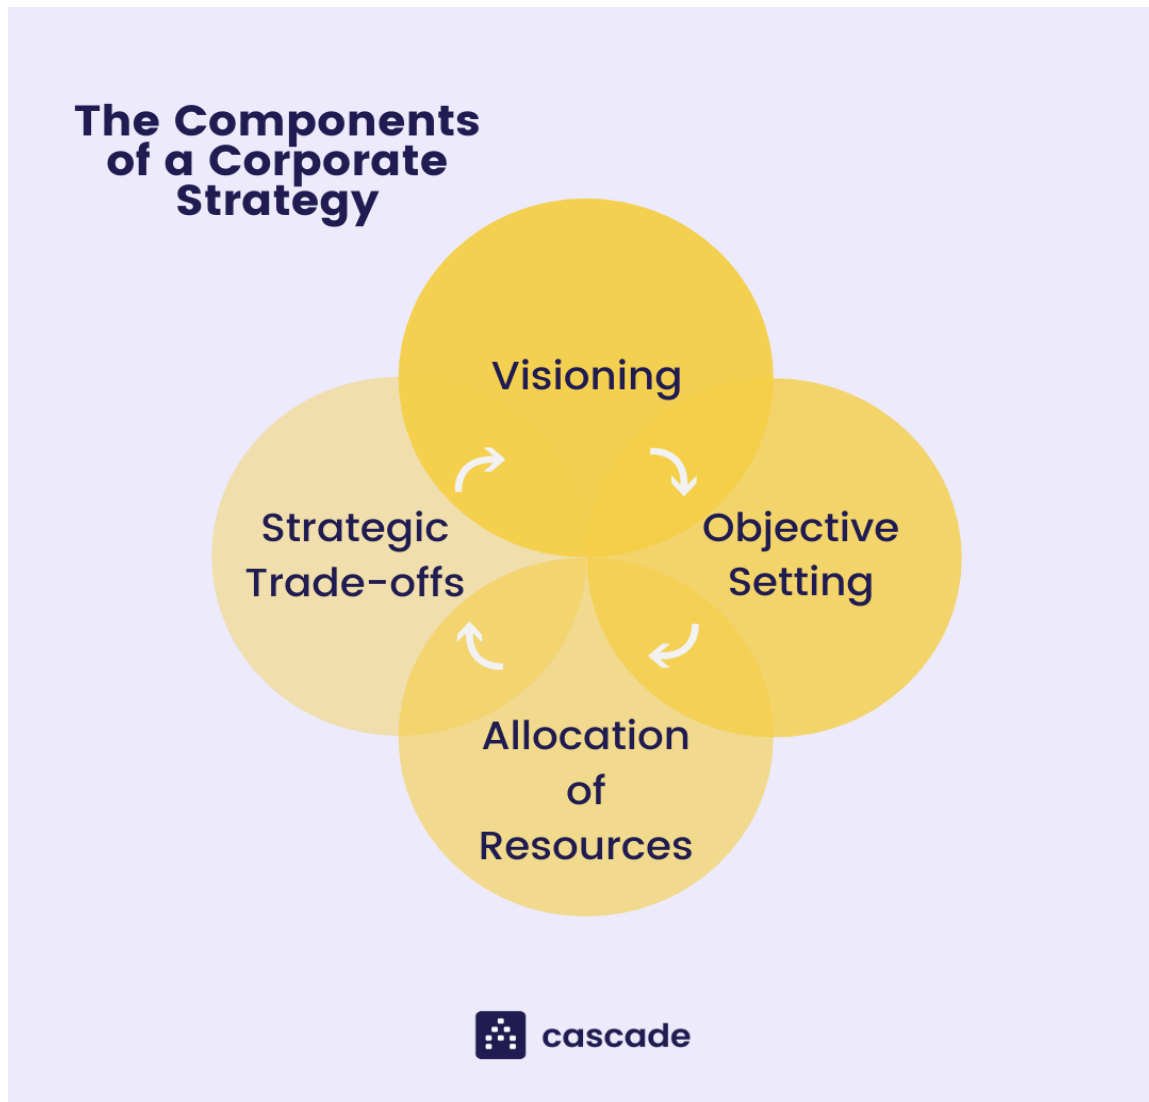 The Components
of a Corporate
Strategy
Visioning
Strategic
Trade-offs
Objective
Setting
Allocation
of
Resources
cascade